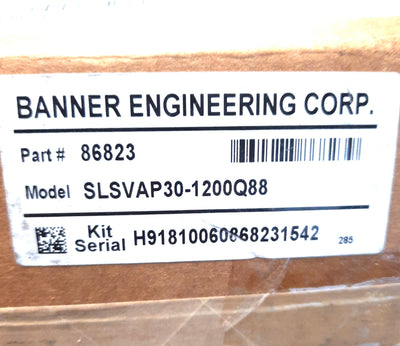 BANNER ENGINEERING CORP.
Part # 86823
Model SLSVAP30-1200Q88
Kit Serial H91810060868231542 285